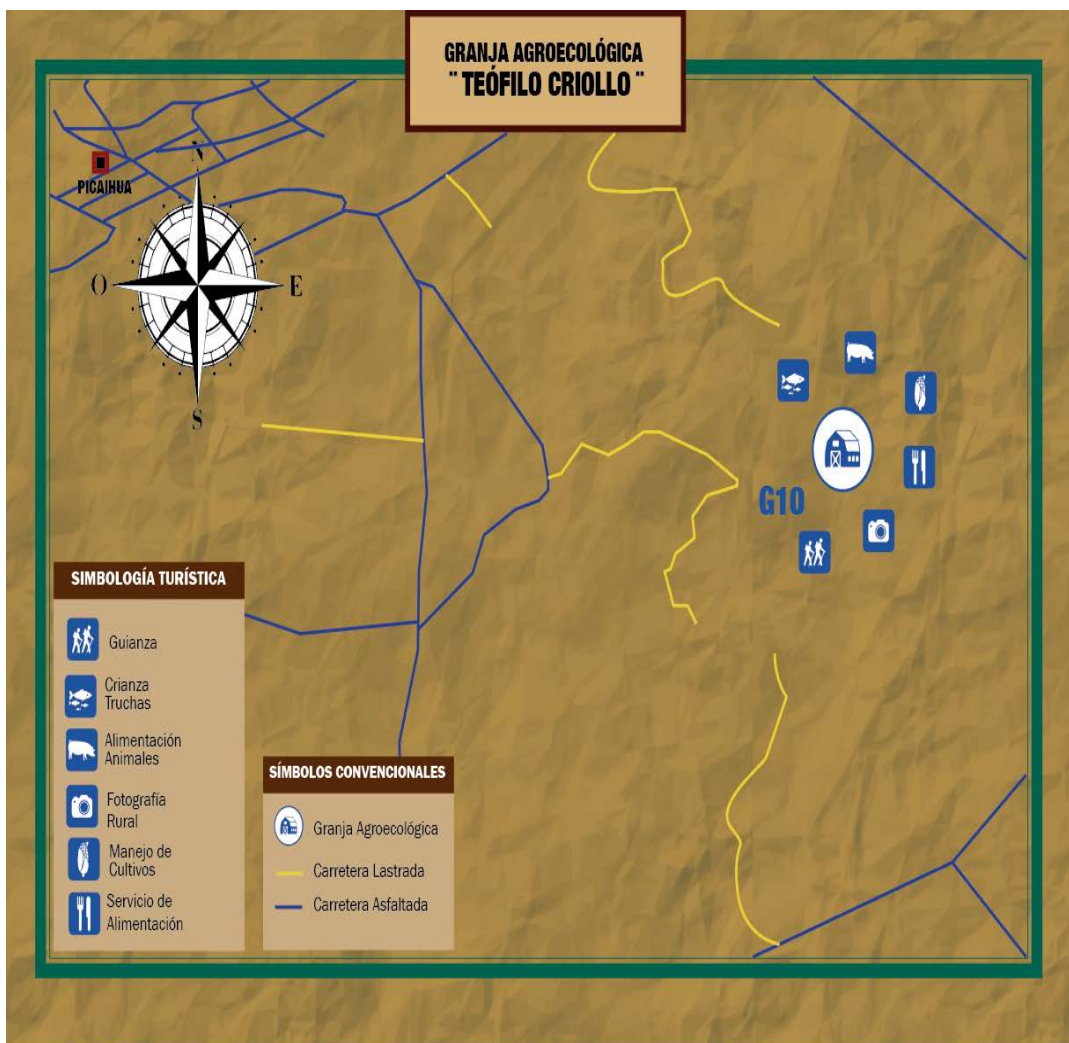 GRANJA AGROECOLÓGICA
¨ TEÓFILO CRIOLLO ¨
PICAIHUA
N
O
E
S
G10
SIMBOLOGÍA TURÍSTICA
Guianza
Crianza
Truchas
Alimentación
Animales
Fotografía
Rural
Manejo de
Cultivos
Servicio de
Alimentación
SÍMBOLOS CONVENCIONALES
Granja Agroecológica
Carretera Lastrada
Carretera Asfaltada